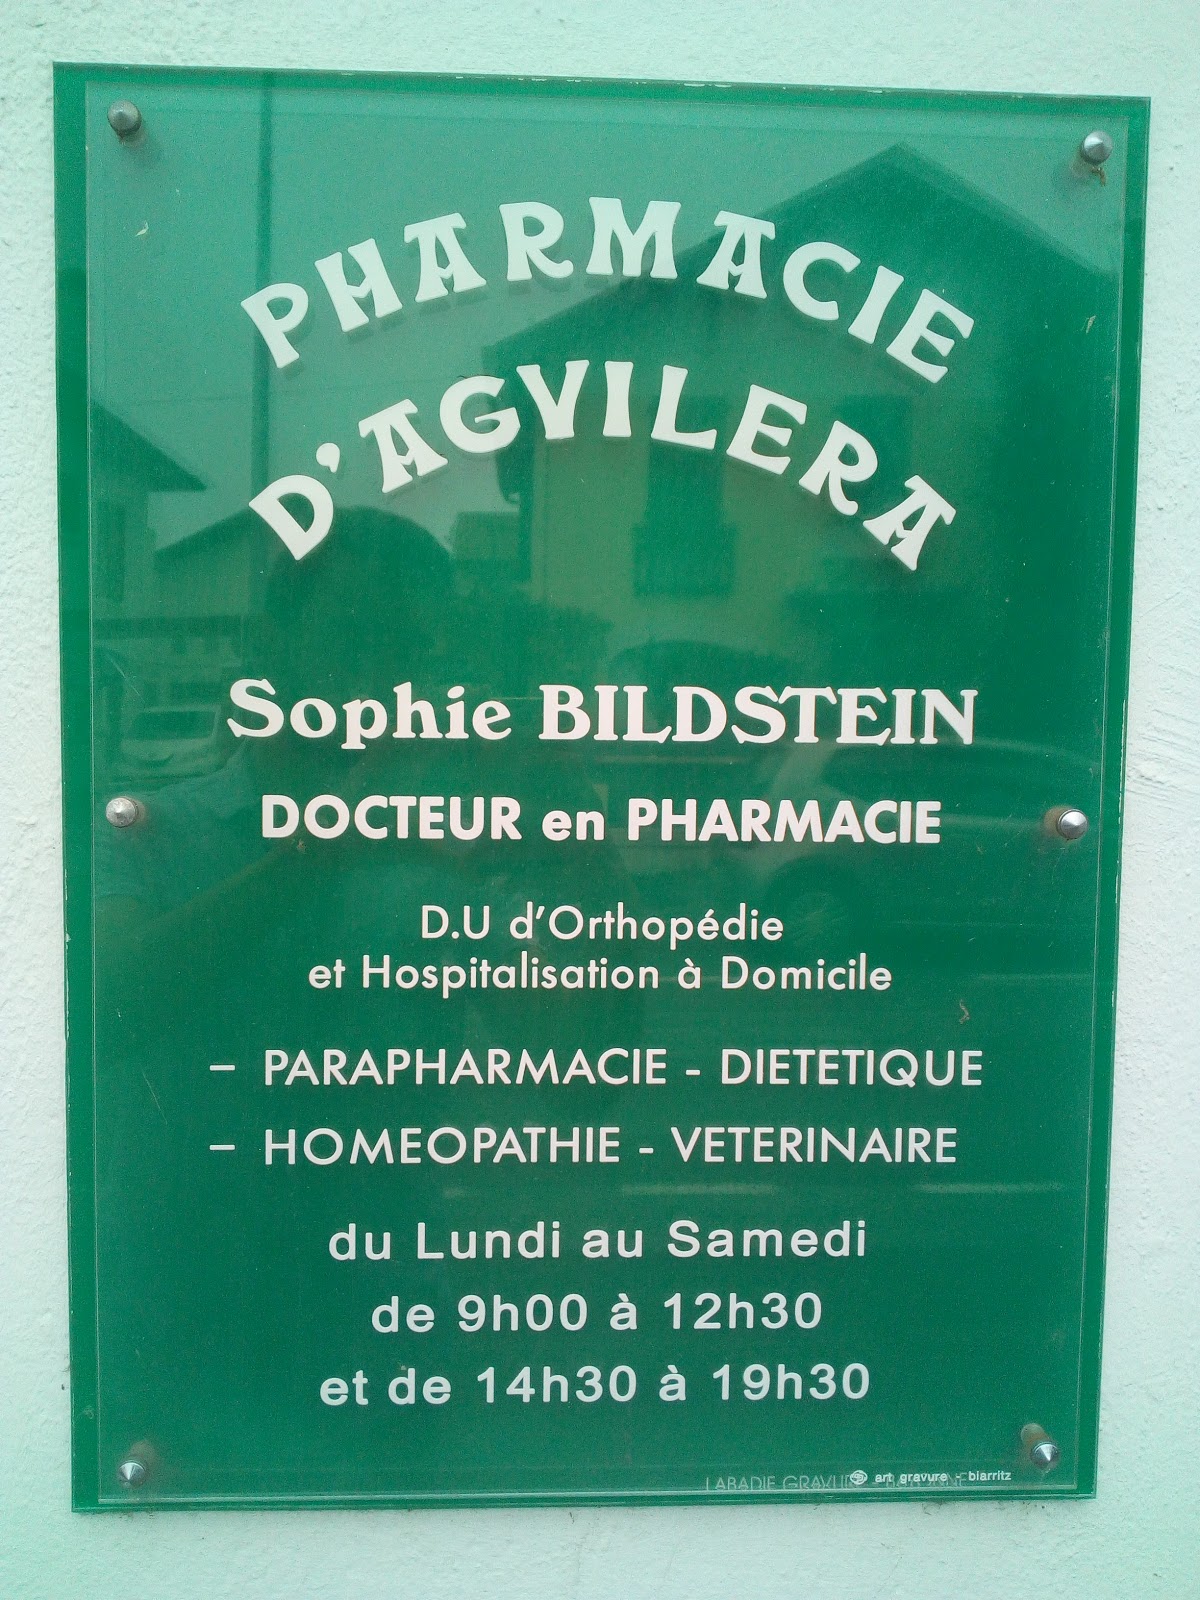 PHARMACIE
D'AGVILERA
Sophie BILDSTEIN
DOCTEUR en PHARMACIE
D.U d'Orthopédie
et Hospitalisation à Domicile
– PARAPHARMACIE - DIETETIQUE
– HOMEOPATHIE - VETERINAIRE
du Lundi au Samedi
de 9h00 à 12h30
et de 14h30 à 19h30
art gravure - biarritz
LABADIE